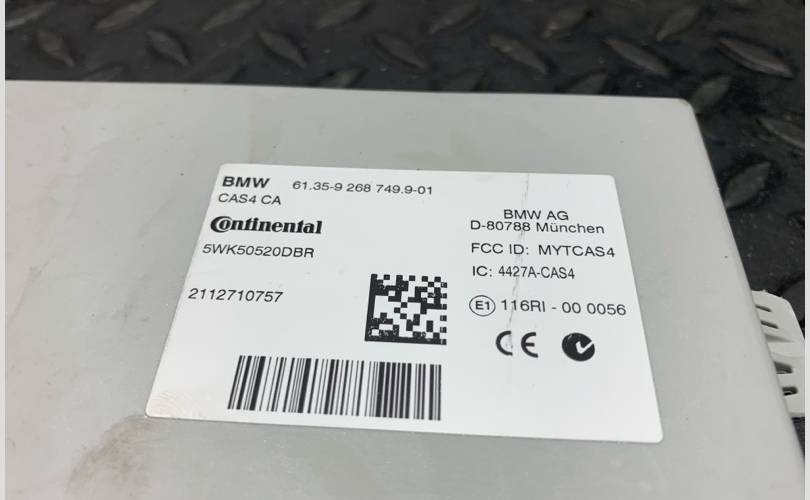 BMW 61.35-9 268 749.9-01
CAS4 CA
Continental
5WK50520DBR
2112710757
BMW AG
D-80788 München
FCC ID: MYTCAS4
IC: 4427A-CAS4
E1 116RI - 00 0056
CE